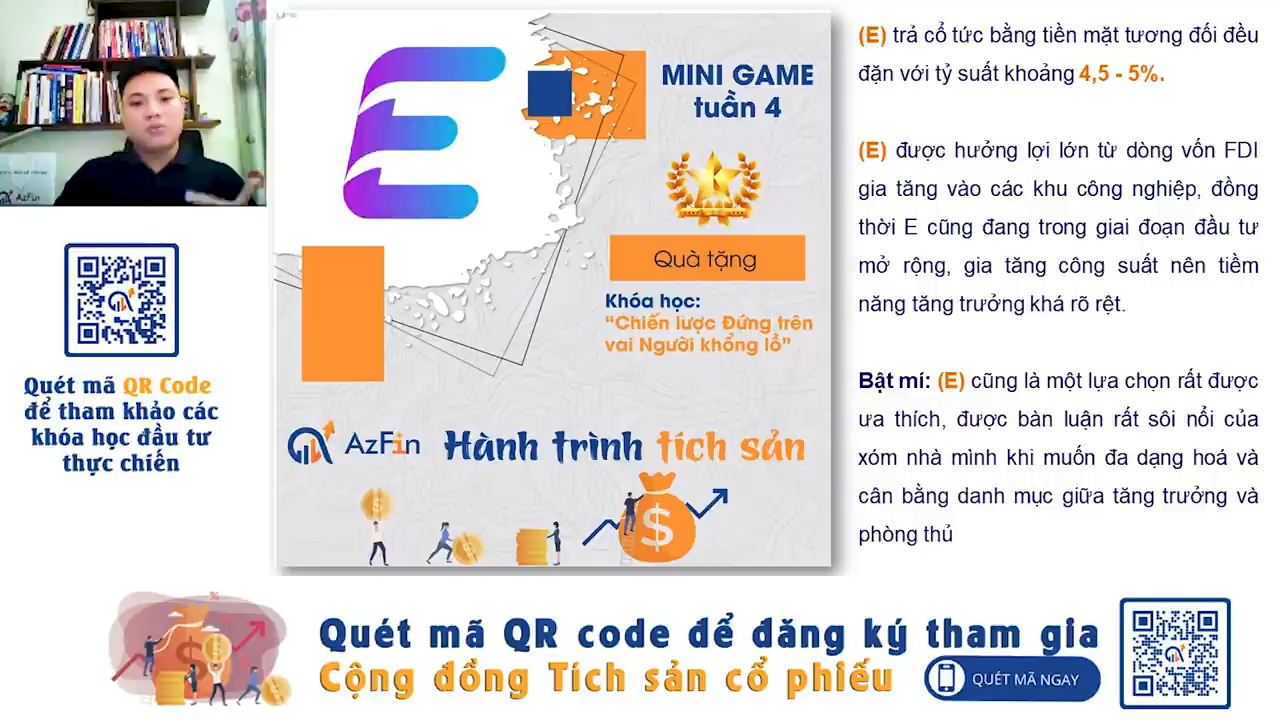 AzFin
Quét mã QR Code
để tham khảo các
khóa học đầu tư
thực chiến
E
MINI GAME
tuần 4
Quà tặng
Khóa học:
“Chiến lược Đứng trên
vai Người khổng lồ”
AzFin Hành trình tích sản
$
(E) trả cổ tức bằng tiền mặt tương đối đều
đặn với tỷ suất khoảng 4,5 - 5%.
(E) được hưởng lợi lớn từ dòng vốn FDI
gia tăng vào các khu công nghiệp, đồng
thời E cũng đang trong giai đoạn đầu tư
mở rộng, gia tăng công suất nên tiềm
năng tăng trưởng khá rõ rệt.
Bật mí: (E) cũng là một lựa chọn rất được
ưa thích, được bàn luận rất sôi nổi của
xóm nhà mình khi muốn đa dạng hoá và
cân bằng danh mục giữa tăng trưởng và
phòng thủ
Quét mã QR code để đăng ký tham gia
Cộng đồng Tích sản cổ phiếu
QUÉT MÃ NGAY